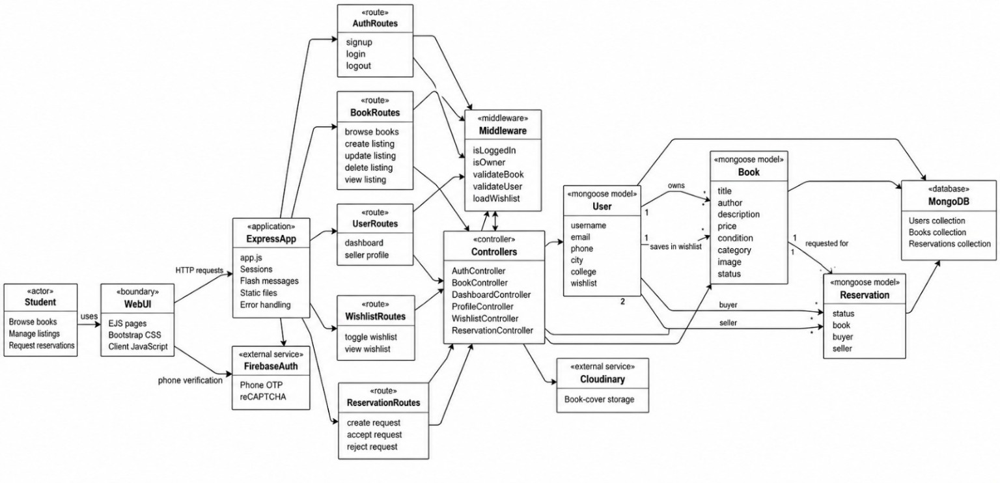 «actor»
Student
Browse books
Manage listings
Request reservations
uses
«boundary»
WebUI
EJS pages
Bootstrap CSS
Client JavaScript
HTTP requests
phone verification
«application»
ExpressApp
app.js
Sessions
Flash messages
Static files
Error handling
«external service»
FirebaseAuth
Phone OTP
reCAPTCHA
«route»
AuthRoutes
signup
login
logout
«route»
BookRoutes
browse books
create listing
update listing
delete listing
view listing
«route»
UserRoutes
dashboard
seller profile
«route»
WishlistRoutes
toggle wishlist
view wishlist
«route»
ReservationRoutes
create request
accept request
reject request
«middleware»
Middleware
isLoggedIn
isOwner
validateBook
validateUser
loadWishlist
«controller»
Controllers
AuthController
BookController
DashboardController
ProfileController
WishlistController
ReservationController
«external service»
Cloudinary
Book-cover storage
«mongoose model»
User
username
email
phone
city
college
wishlist
2
owns
1
*
*
1
saves in wishlist
*
buyer
*
seller
*
*
«mongoose model»
Book
title
author
description
price
condition
category
image
status
1
1
requested for
«mongoose model»
Reservation
status
book
buyer
seller
«database»
MongoDB
Users collection
Books collection
Reservations collection